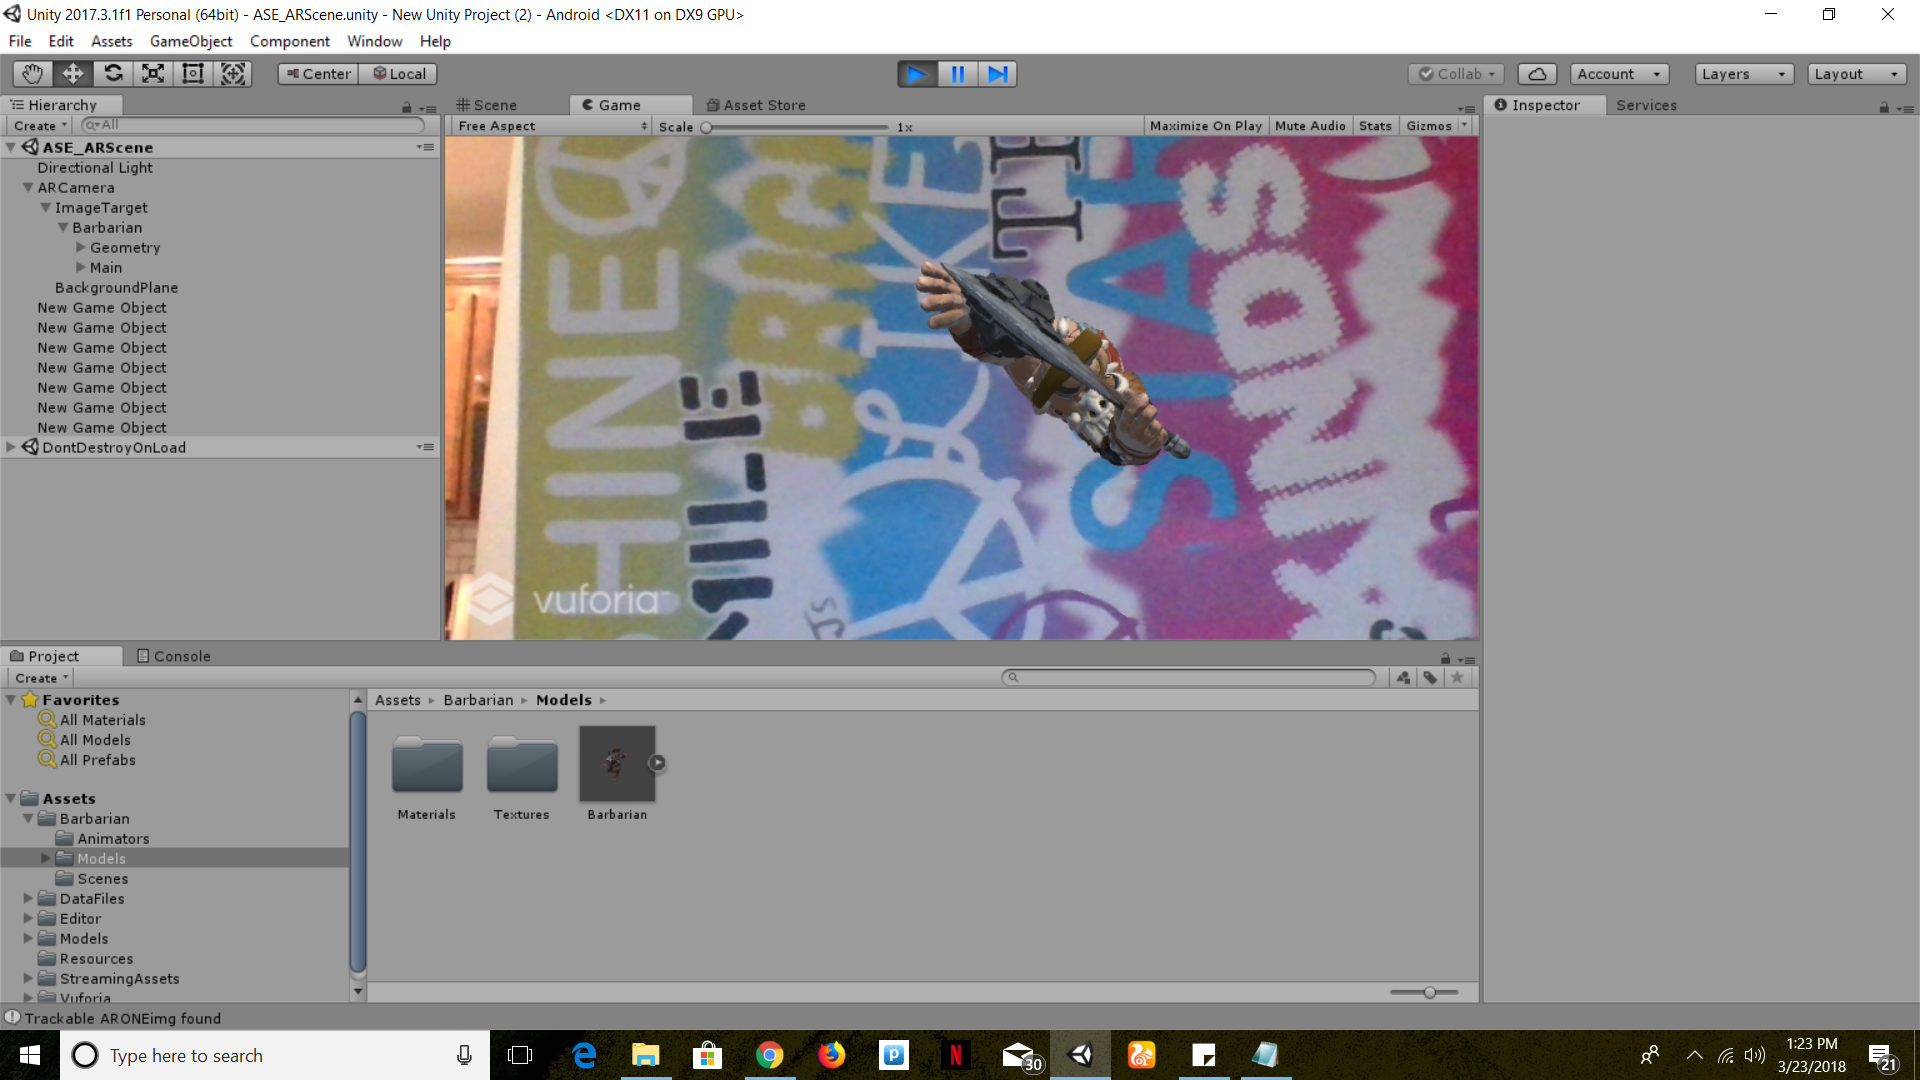 Unity 2017.3.1f1 Personal (64bit) - ASE_ARScene.unity - New Unity Project (2) - Android <DX11 on DX9 GPU>
File Edit Assets GameObject Component Window Help
Center Local Collab Account Layers Layout
Hierarchy
Create All
ASE_ARScene
Directional Light
ARCamera
ImageTarget
Barbarian
Geometry
Main
BackgroundPlane
New Game Object
New Game Object
New Game Object
New Game Object
New Game Object
New Game Object
New Game Object
DontDestroyOnLoad
Scene Game Asset Store
Free Aspect Scale 1x Maximize On Play Mute Audio Stats Gizmos
HINE
LIKE
vuforia
Inspector Services
Project Console
Create
Favorites
All Materials
All Models
All Prefabs
Assets
Barbarian
Animators
Models
Scenes
DataFiles
Editor
Models
Resources
StreamingAssets
Vuforia
Assets Barbarian Models
Materials Textures Barbarian
Trackable ARONEimg found
Type here to search
30
1:23 PM
3/23/2018
21